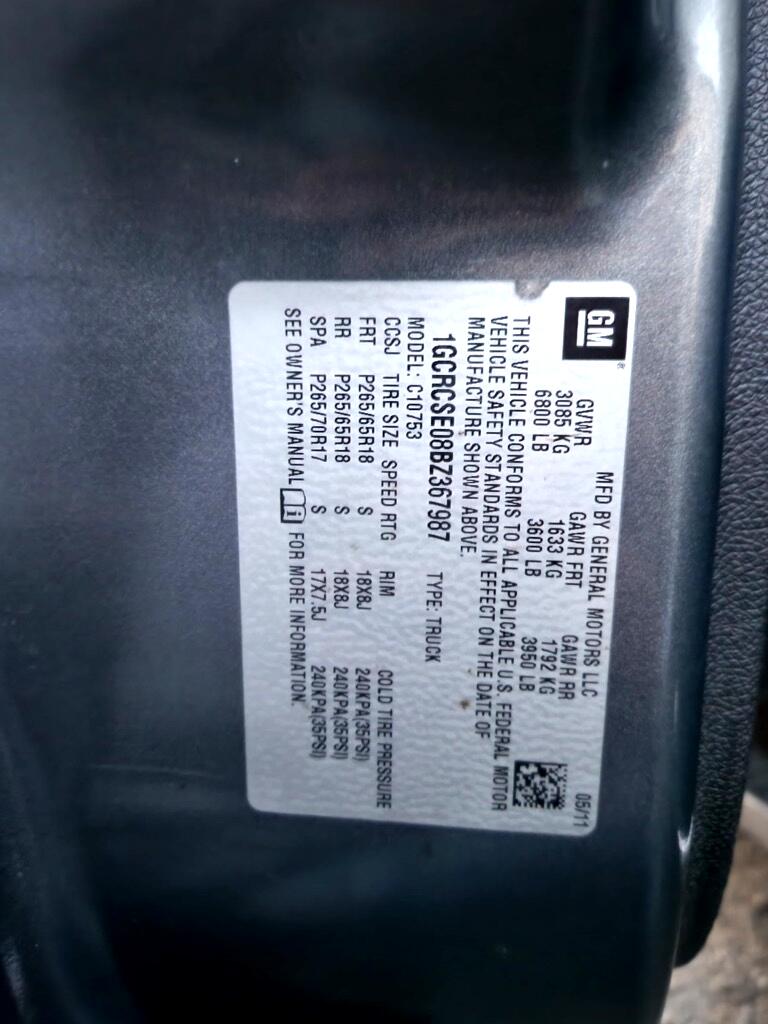 GM
MFD BY GENERAL MOTORS LLC 05/11
GVWR GAWR FRT GAWR RR
3085 KG 1633 KG 1792 KG
6800 LB 3600 LB 3950 LB
THIS VEHICLE CONFORMS TO ALL APPLICABLE U.S. FEDERAL MOTOR
VEHICLE SAFETY STANDARDS IN EFFECT ON THE DATE OF
MANUFACTURE SHOWN ABOVE.
1GCRCSE08BZ367987 TYPE: TRUCK
MODEL: C10753
CCSJ TIRE SIZE SPEED RTG RIM COLD TIRE PRESSURE
FRT P265/65R18 S 18X8J 240KPA(35PSI)
RR P265/65R18 S 18X8J 240KPA(35PSI)
SPA P265/70R17 S 17X7.5J 240KPA(35PSI)
SEE OWNER'S MANUAL FOR MORE INFORMATION.